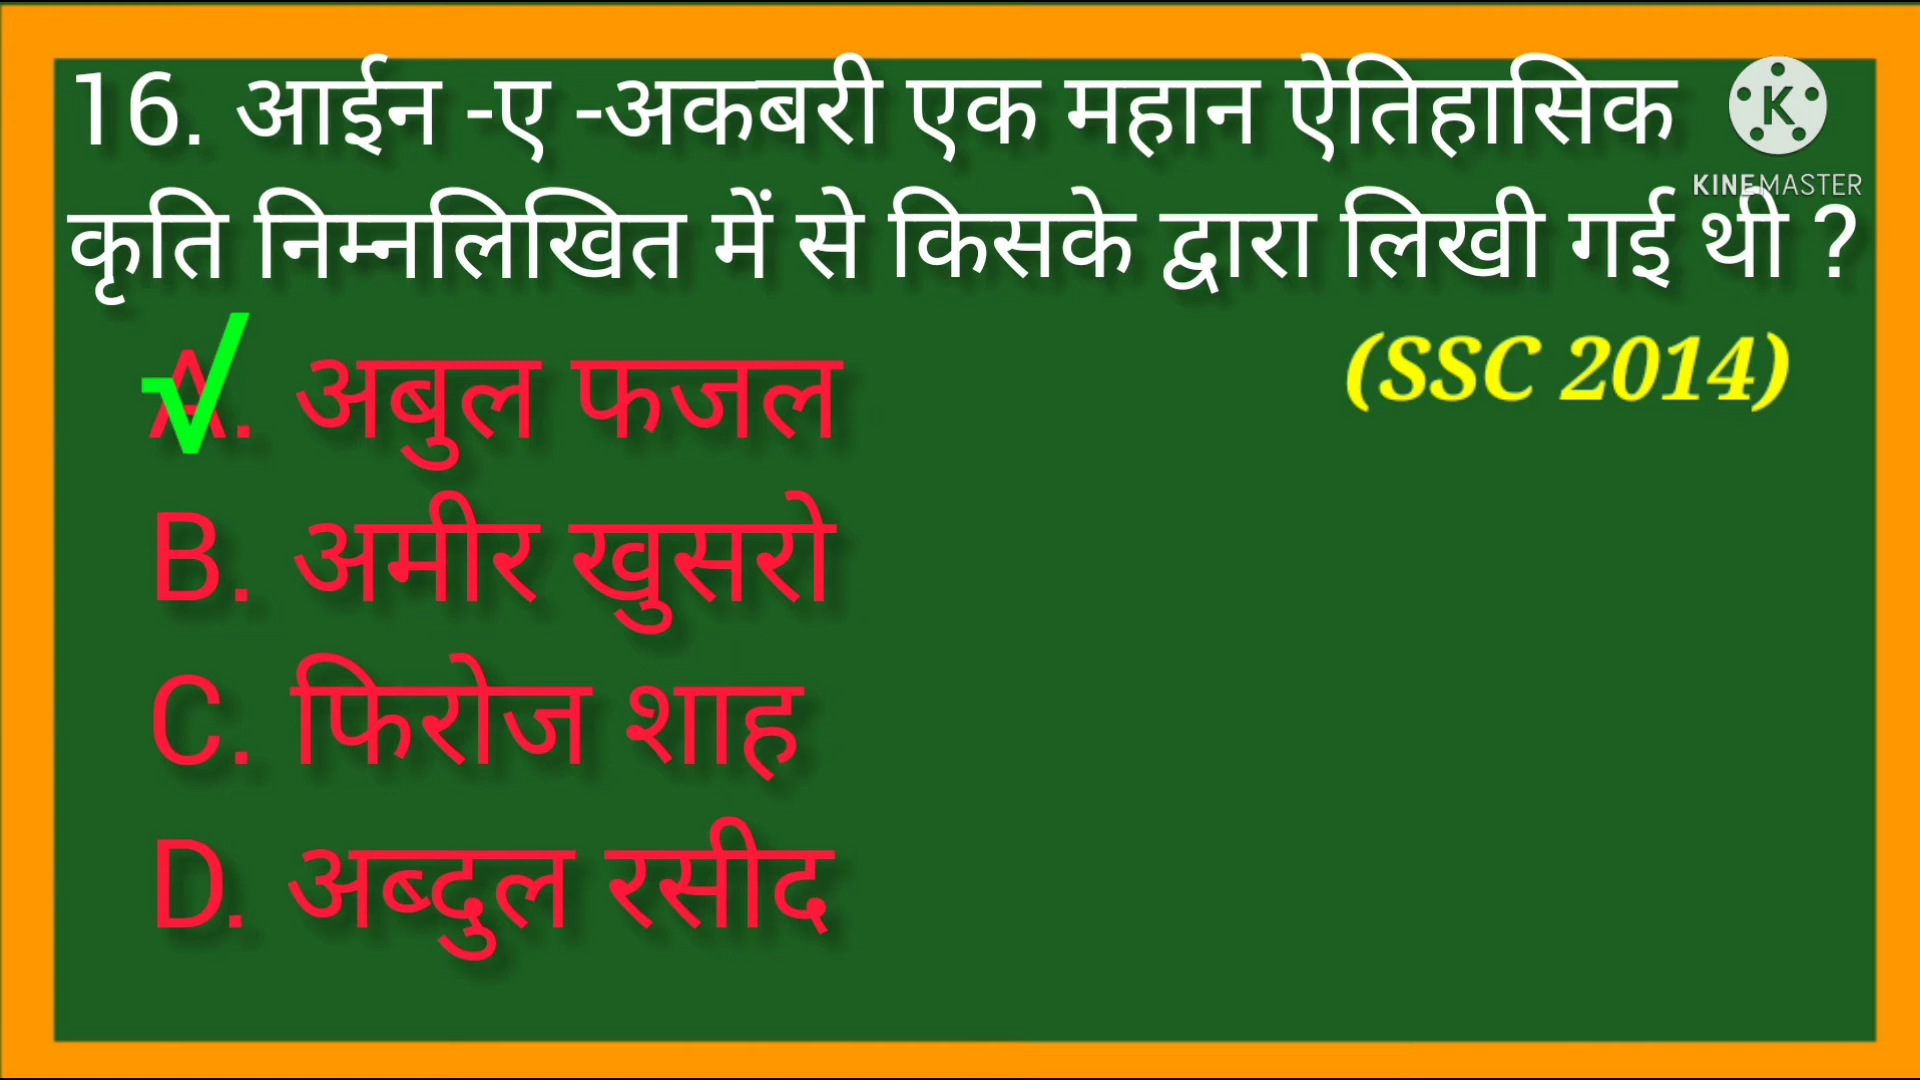 16. आईन -ए -अकबरी एक महान ऐतिहासिक
कृति निम्नलिखित में से किसके द्वारा लिखी गई थी ?
A. अबुल फजल
(SSC 2014)
B. अमीर खुसरो
C. फिरोज शाह
D. अब्दुल रसीद
K
KINEMASTER